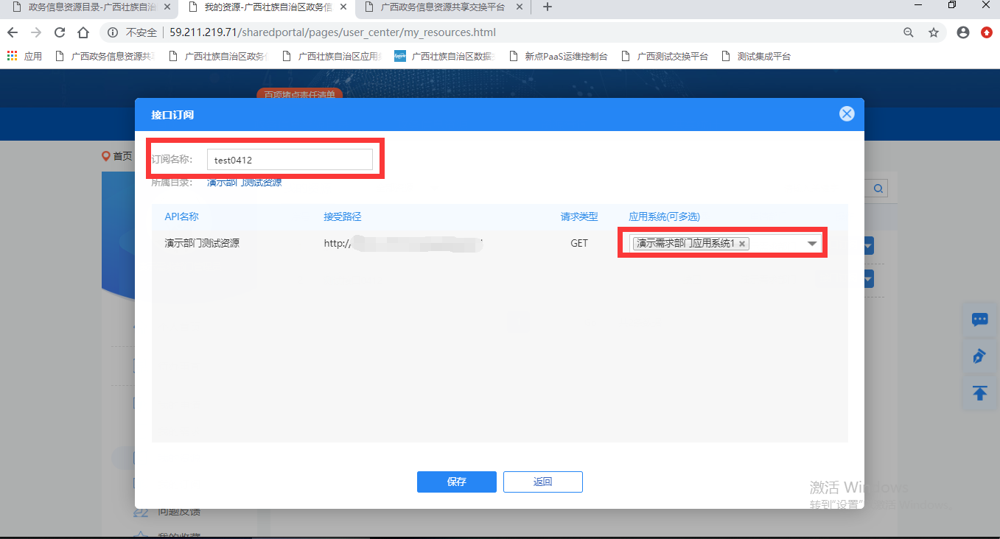 政务信息资源目录-广西壮族自治
我的资源-广西壮族自治区政务信
广西政务信息资源共享交换平台
不安全
59.211.219.71/sharedportal/pages/user_center/my_resources.html
应用
广西政务信息资源共享
广西壮族自治区政务
广西壮族自治区应用
广西壮族自治区数据
新点PaaS运维控制台
广西测试交换平台
测试集成平台
百项堵点责任清单
接口订阅
首页
订阅名称:
test0412
所属目录:
演示部门测试资源
API名称
接受路径
请求类型
应用系统(可多选)
演示部门测试资源
http://
GET
演示需求部门应用系统1
保存
返回
激活 Windows
转到"设置"以激活 Windows。
问题反馈
我的收藏